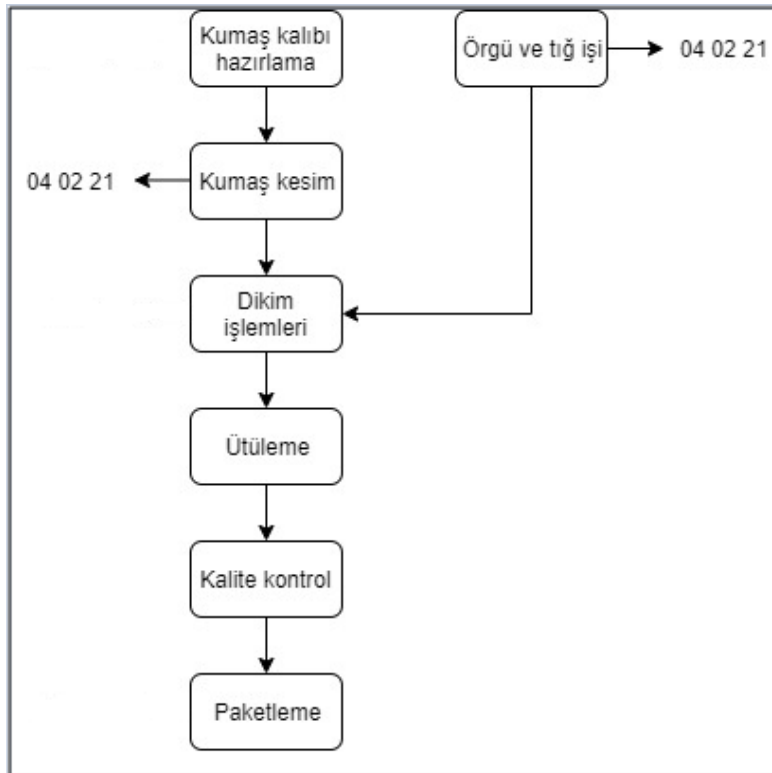 Kumaş kalıbı
hazırlama
Örgü ve tığ işi
04 02 21
04 02 21
Kumaş kesim
Dikim
işlemleri
Ütüleme
Kalite kontrol
Paketleme